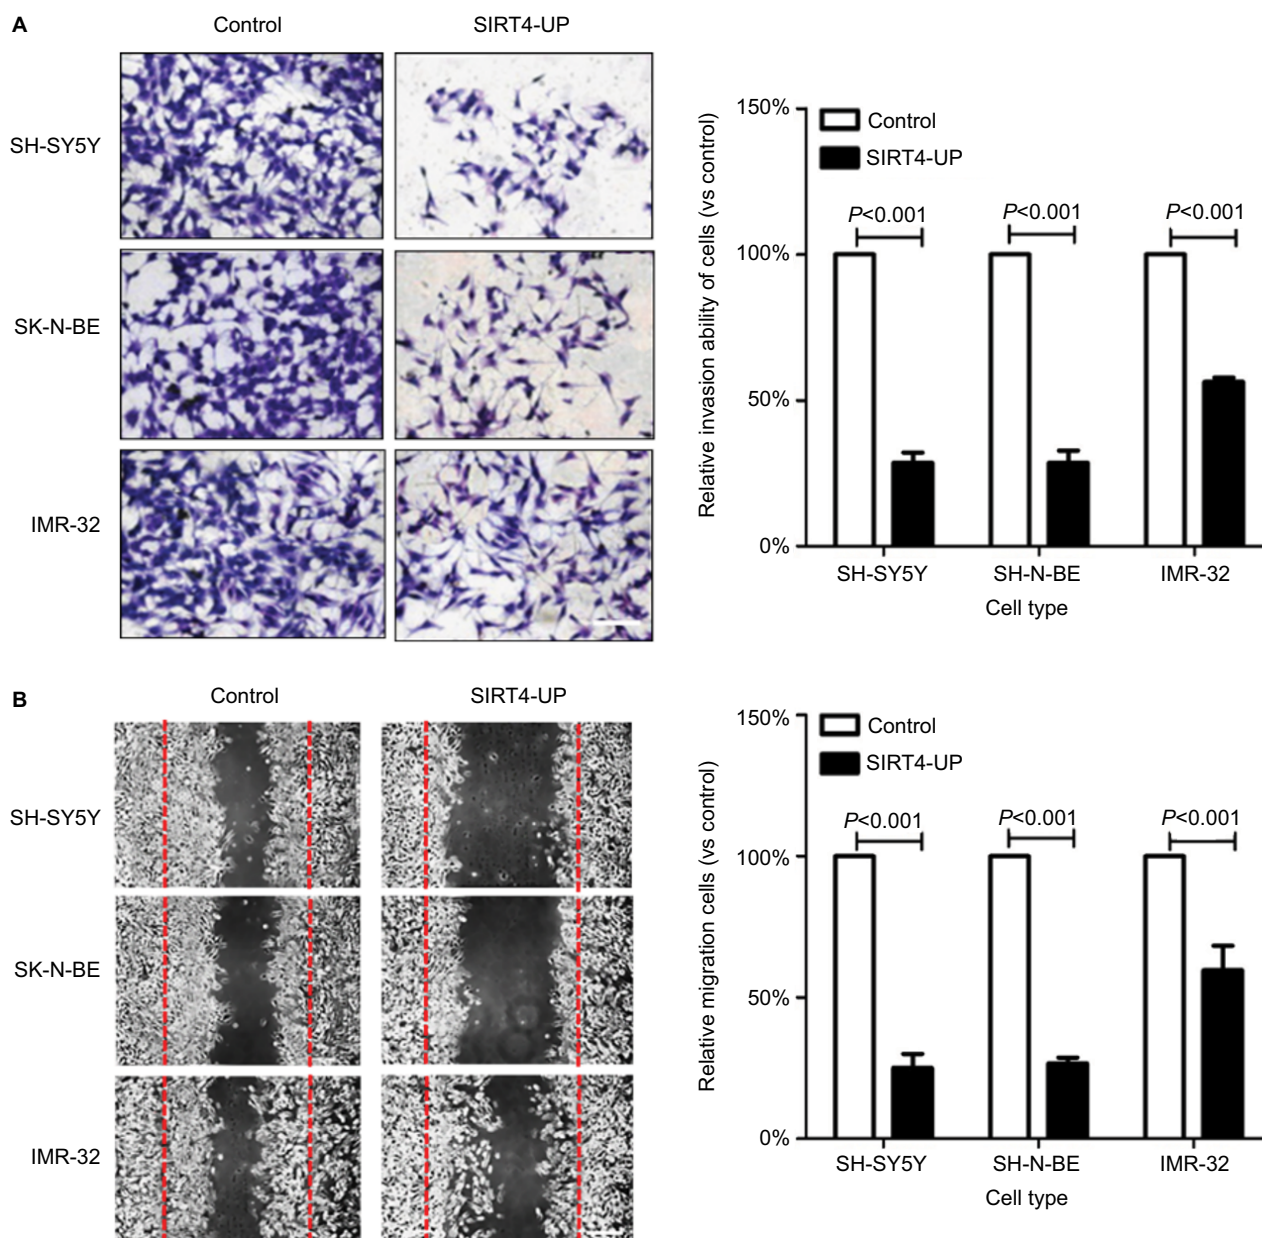 A
Control
SIRT4-UP
SH-SY5Y
SK-N-BE
IMR-32
Relative invasion ability of cells (vs control)
150%
100%
50%
0%
Control
SIRT4-UP
P<0.001
P<0.001
P<0.001
SH-SY5Y
SH-N-BE
IMR-32
Cell type
B
Control
SIRT4-UP
SH-SY5Y
SK-N-BE
IMR-32
Relative migration cells (vs control)
150%
100%
50%
0%
Control
SIRT4-UP
P<0.001
P<0.001
P<0.001
SH-SY5Y
SH-N-BE
IMR-32
Cell type